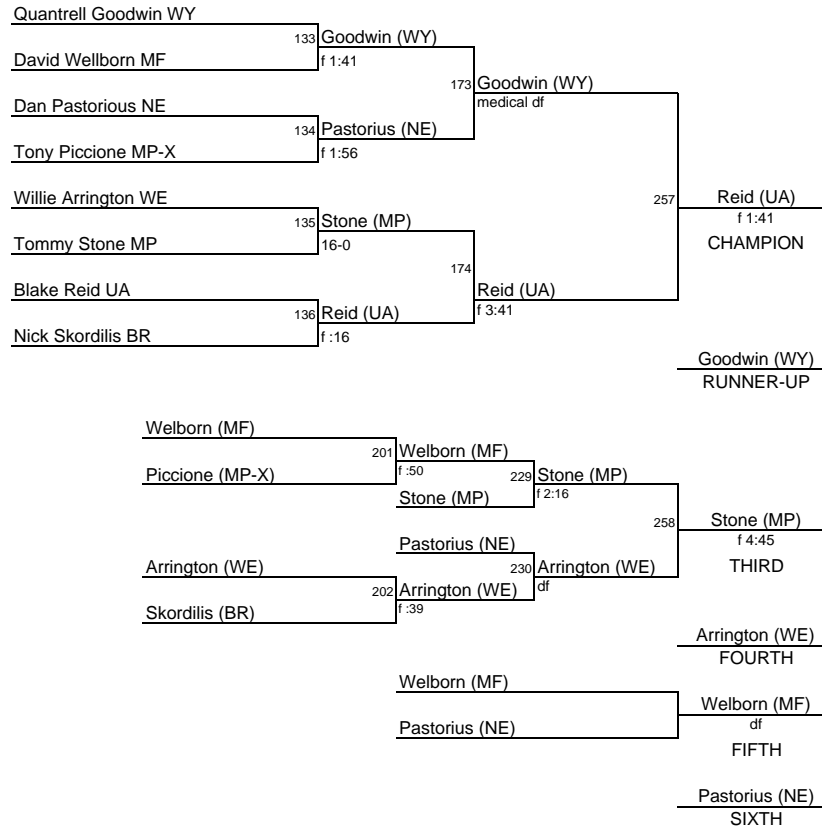 Quantrell Goodwin WY
133 Goodwin (WY)
David Wellborn MF
f 1:41
173 Goodwin (WY)
medical df
Dan Pastorious NE
134 Pastorius (NE)
Tony Piccione MP-X
f 1:56
Willie Arrington WE
257 Reid (UA)
f 1:41
CHAMPION
135 Stone (MP)
Tommy Stone MP
16-0
174
Blake Reid UA
Reid (UA)
f 3:41
136 Reid (UA)
Nick Skordilis BR
f :16
Goodwin (WY)
RUNNER-UP
Welborn (MF)
201 Welborn (MF)
Piccione (MP-X)
f :50
229 Stone (MP)
f 2:16
Stone (MP)
258 Stone (MP)
f 4:45
THIRD
Pastorius (NE)
Arrington (WE)
230 Arrington (WE)
df
202 Arrington (WE)
Skordilis (BR)
f :39
Arrington (WE)
FOURTH
Welborn (MF)
Welborn (MF)
Pastorius (NE)
df
FIFTH
Pastorius (NE)
SIXTH